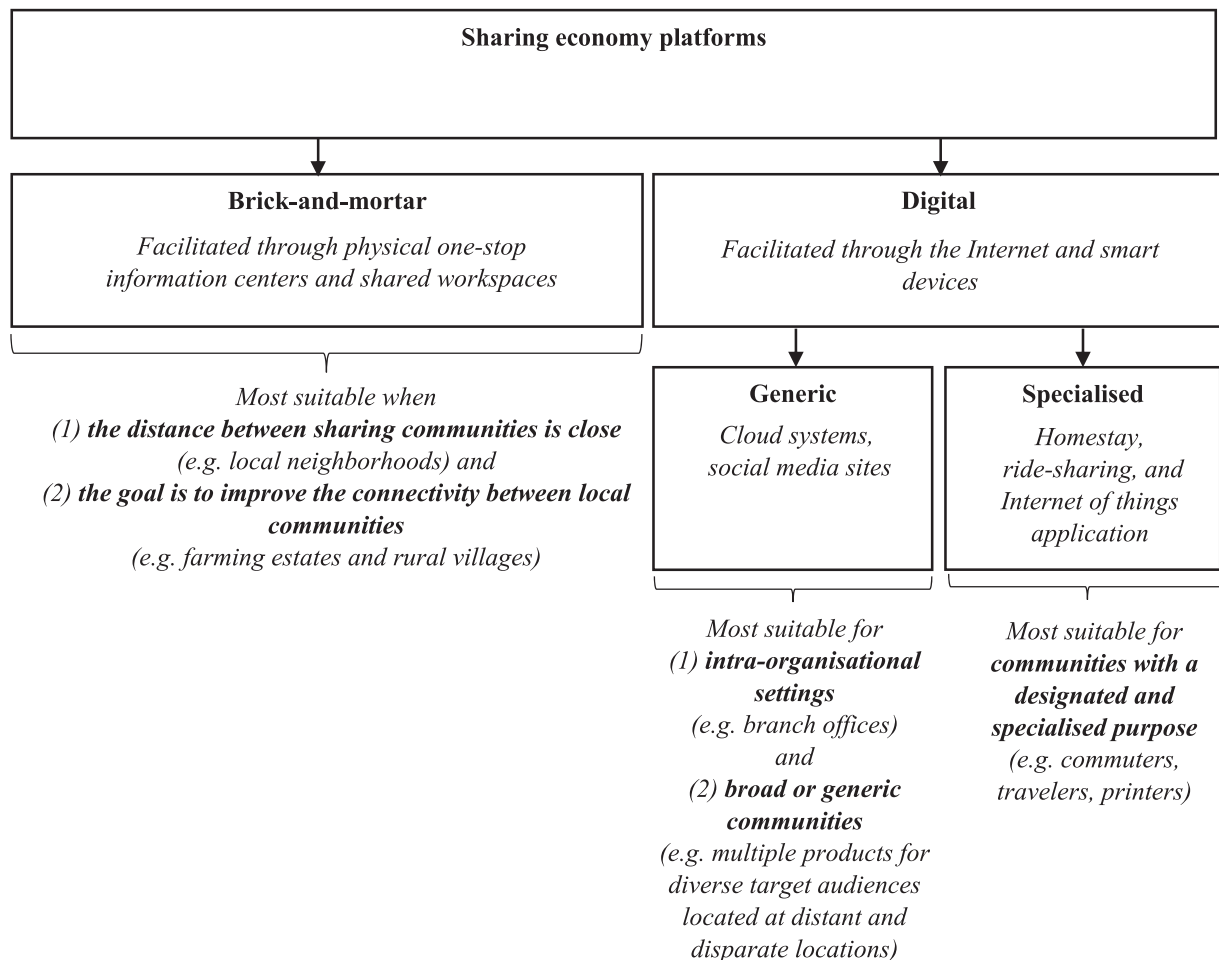 Sharing economy platforms
Brick-and-mortar
Facilitated through physical one-stop
information centers and shared workspaces
Digital
Facilitated through the Internet and smart
devices
Most suitable when
(1) the distance between sharing communities is close
(e.g. local neighborhoods) and
(2) the goal is to improve the connectivity between local
communities
(e.g. farming estates and rural villages)
Generic
Cloud systems,
social media sites
Specialised
Homestay,
ride-sharing, and
Internet of things
application
Most suitable for
(1) intra-organisational
settings
(e.g. branch offices)
and
(2) broad or generic
communities
(e.g. multiple products for
diverse target audiences
located at distant and
disparate locations)
Most suitable for
communities with a
designated and
specialised purpose
(e.g. commuters,
travelers, printers)